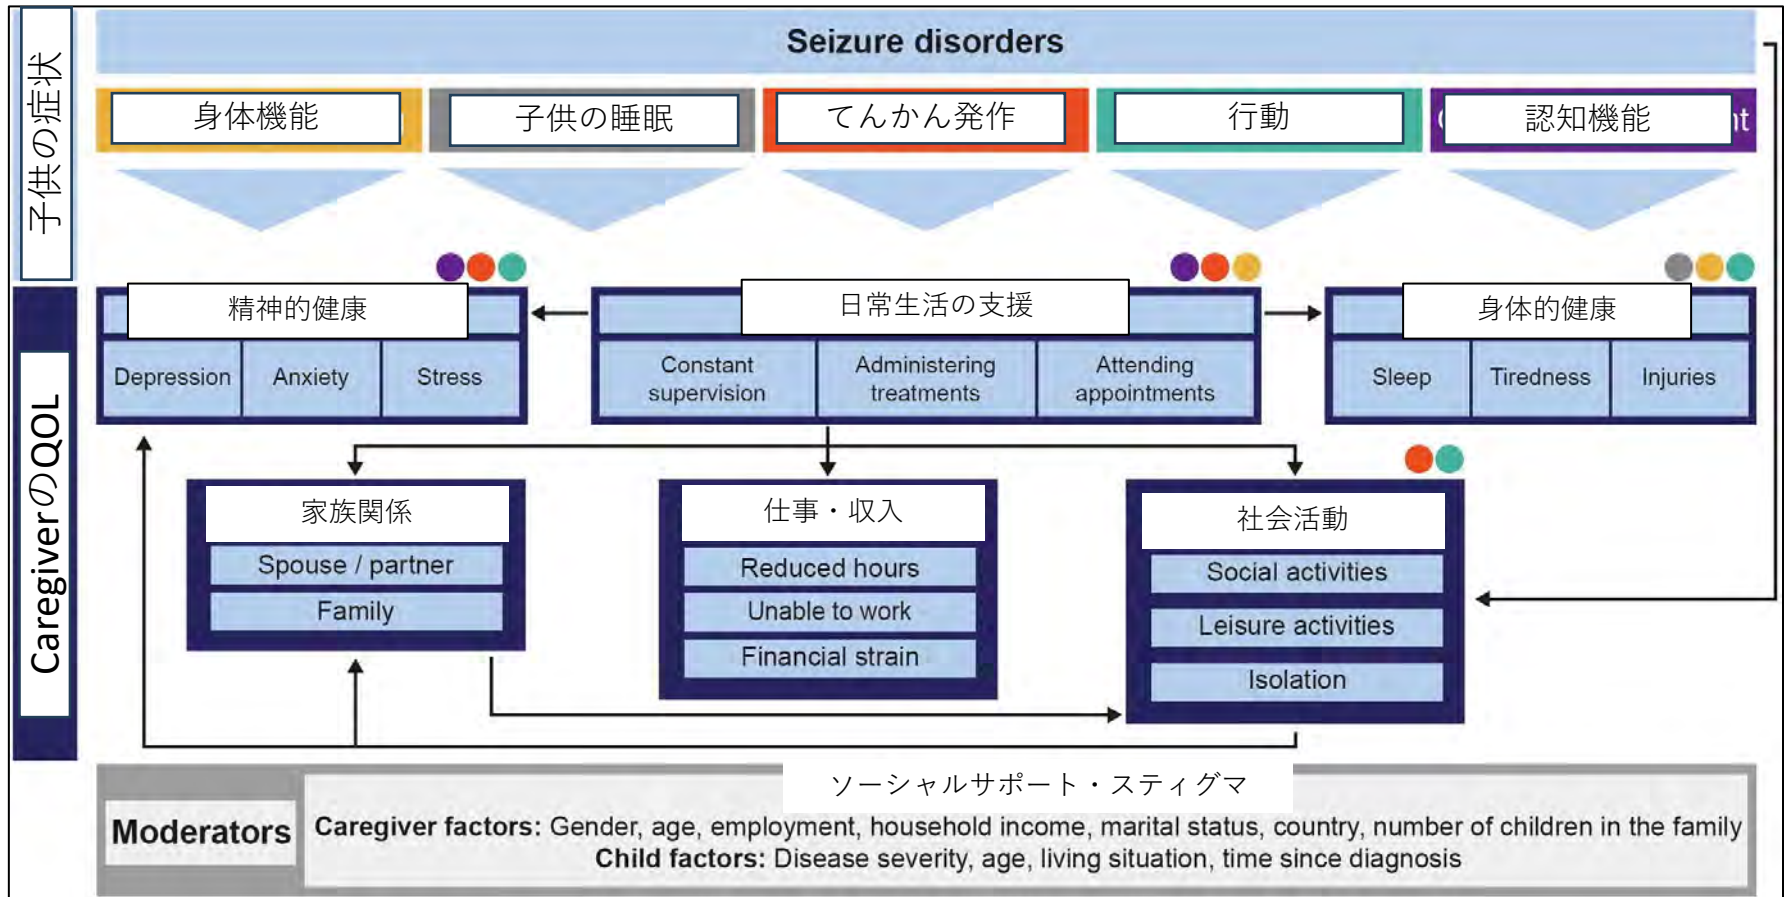 Seizure disorders
子供の症状
身体機能
子供の睡眠
てんかん発作
行動
認知機能
CaregiverのQOL
精神的健康
日常生活の支援
身体的健康
Depression
Anxiety
Stress
Constant supervision
Administering treatments
Attending appointments
Sleep
Tiredness
Injuries
家族関係
Spouse / partner
Family
仕事・収入
Reduced hours
Unable to work
Financial strain
社会活動
Social activities
Leisure activities
Isolation
ソーシャルサポート・スティグマ
Moderators
Caregiver factors: Gender, age, employment, household income, marital status, country, number of children in the family
Child factors: Disease severity, age, living situation, time since diagnosis